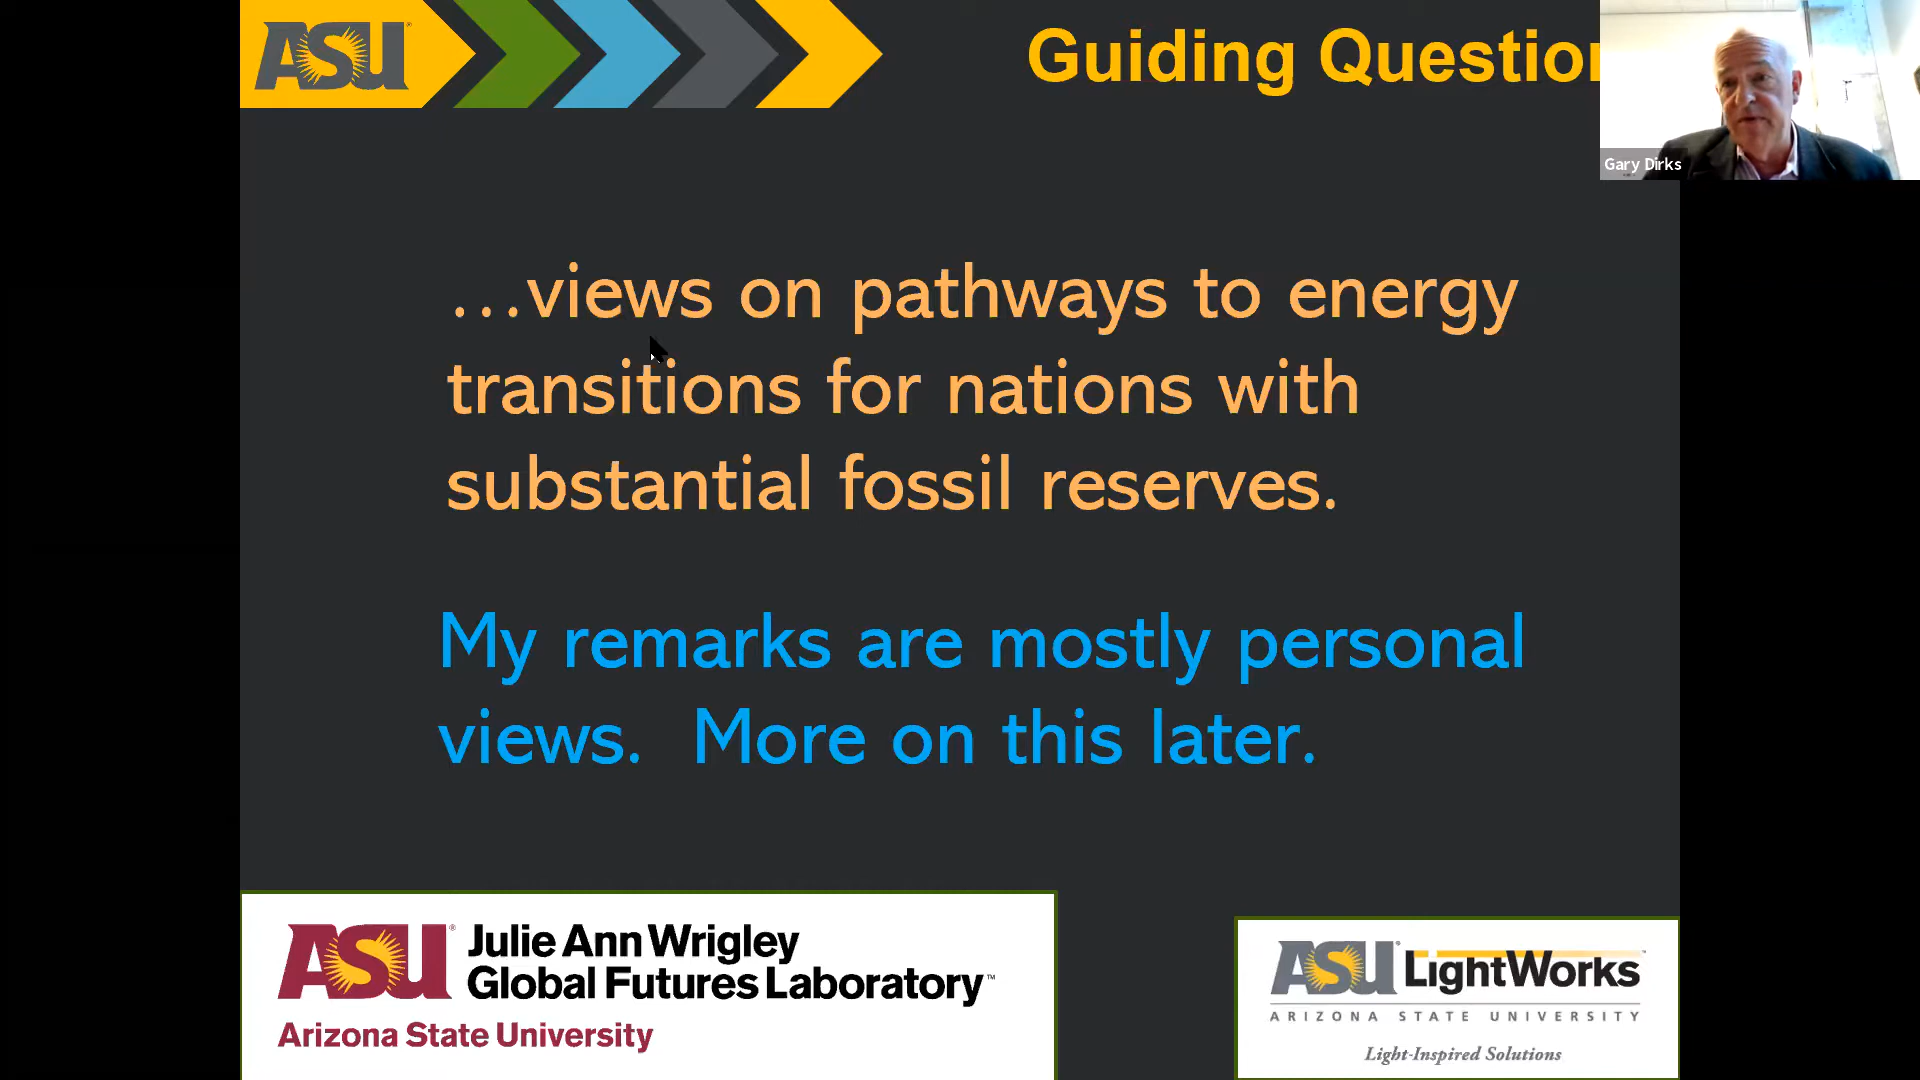 ASU
Guiding Question
Gary Dirks
...views on pathways to energy
transitions for nations with
substantial fossil reserves.
My remarks are mostly personal
views. More on this later.
ASU Julie Ann Wrigley
Global Futures Laboratory™
Arizona State University
ASU LightWorks
ARIZONA STATE UNIVERSITY
Light-Inspired Solutions